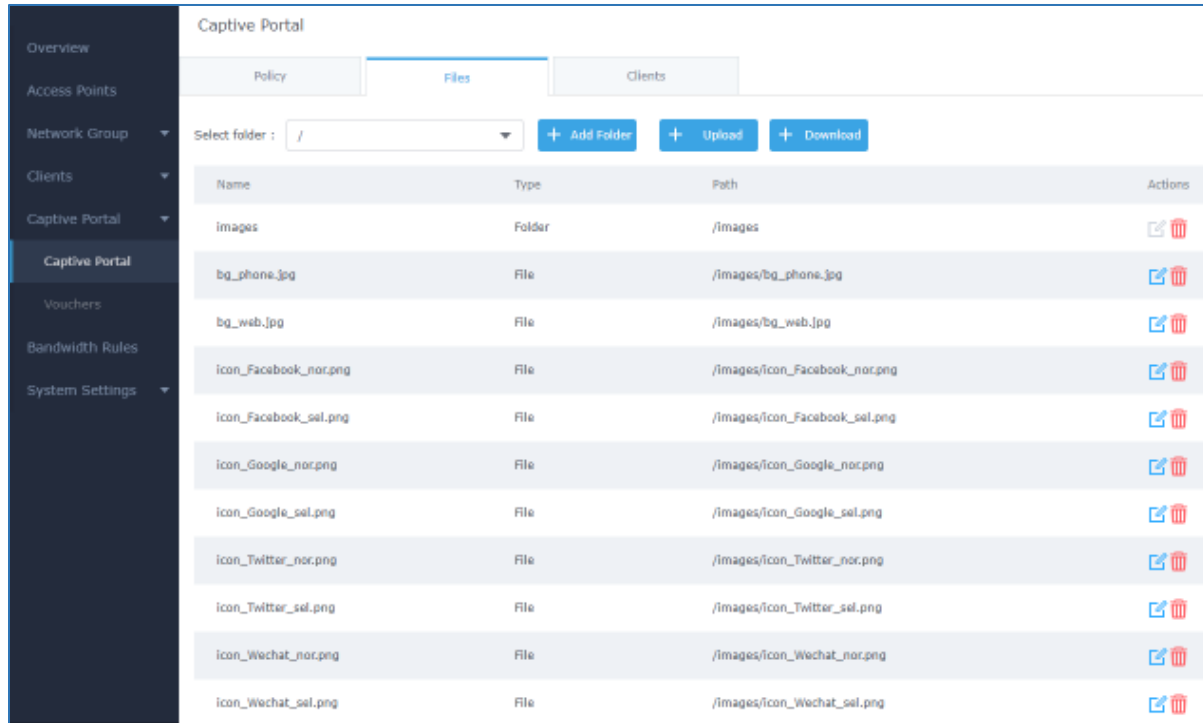 Captive Portal
Overview
Access Points
Network Group
Clients
Captive Portal
Captive Portal
Vouchers
Bandwidth Rules
System Settings
Policy Files Clients
Select folder : / + Add Folder + Upload + Download
Name Type Path Actions
images Folder /images
bg_phone.jpg File /images/bg_phone.jpg
bg_web.jpg File /images/bg_web.jpg
icon_Facebook_nor.png File /images/icon_Facebook_nor.png
icon_Facebook_sel.png File /images/icon_Facebook_sel.png
icon_Google_nor.png File /images/icon_Google_nor.png
icon_Google_sel.png File /images/icon_Google_sel.png
icon_Twitter_nor.png File /images/icon_Twitter_nor.png
icon_Twitter_sel.png File /images/icon_Twitter_sel.png
icon_Wechat_nor.png File /images/icon_Wechat_nor.png
icon_Wechat_sel.png File /images/icon_Wechat_sel.png